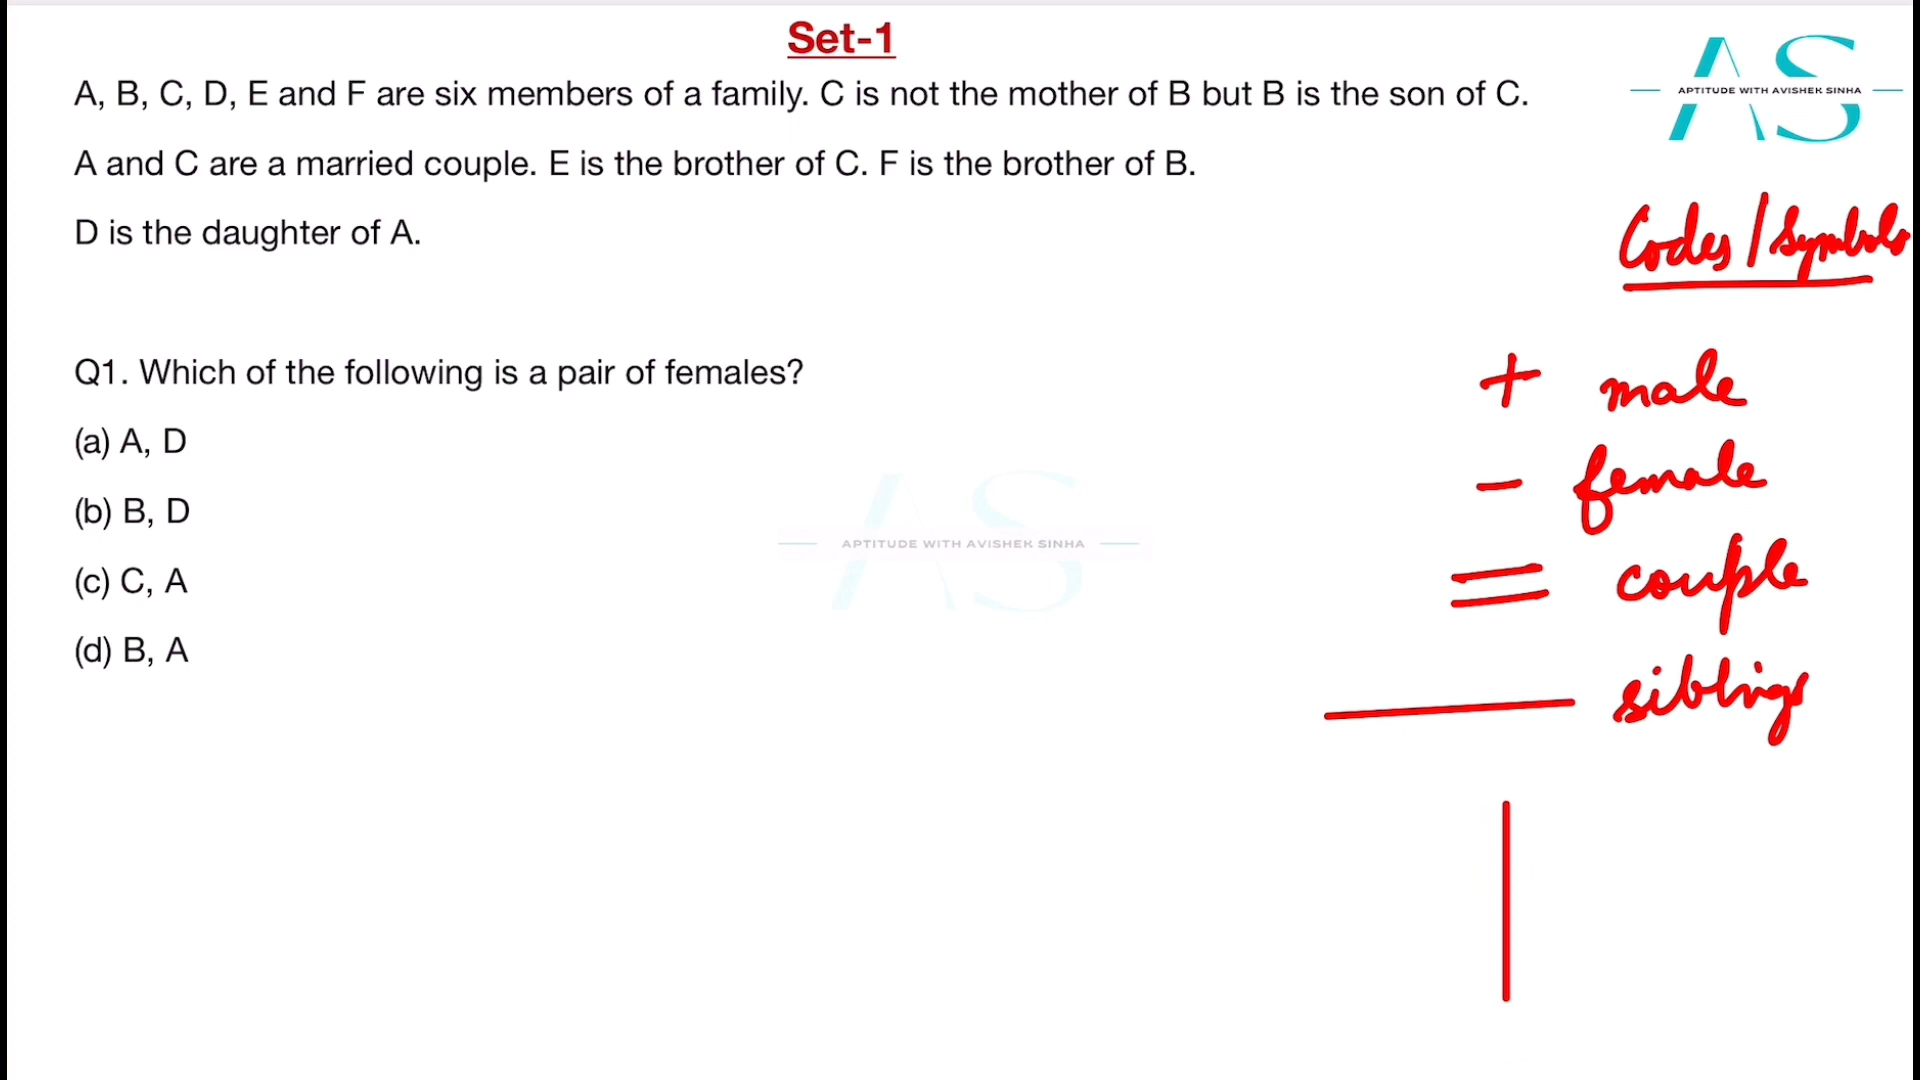 Set-1
AS
APTITUDE WITH AVISHEK SINHA
A, B, C, D, E and F are six members of a family. C is not the mother of B but B is the son of C.
A and C are a married couple. E is the brother of C. F is the brother of B.
D is the daughter of A.
Codes / Symbols
Q1. Which of the following is a pair of females?
(a) A, D
(b) B, D
(c) C, A
(d) B, A
+ male
- female
= couple
siblings
AS
APTITUDE WITH AVISHEK SINHA